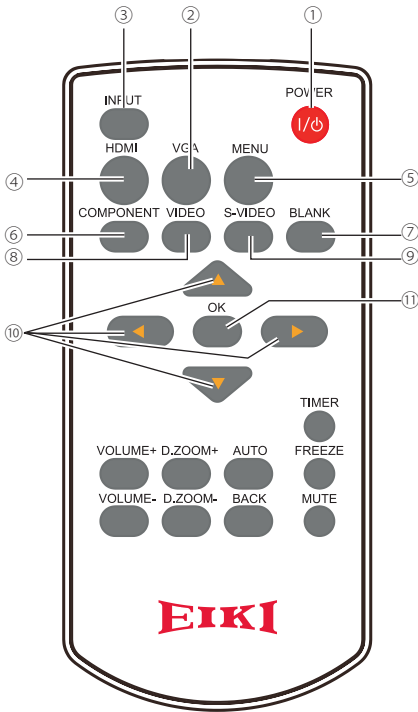 ③ ② ①
INPUT POWER
I/⏻
HDMI VGA MENU
④ ⑤
COMPONENT VIDEO S-VIDEO BLANK
⑥ ⑦
⑧ ⑨
OK ⑪
⑩
TIMER
VOLUME+ D.ZOOM+ AUTO FREEZE
VOLUME- D.ZOOM- BACK MUTE
EIKI